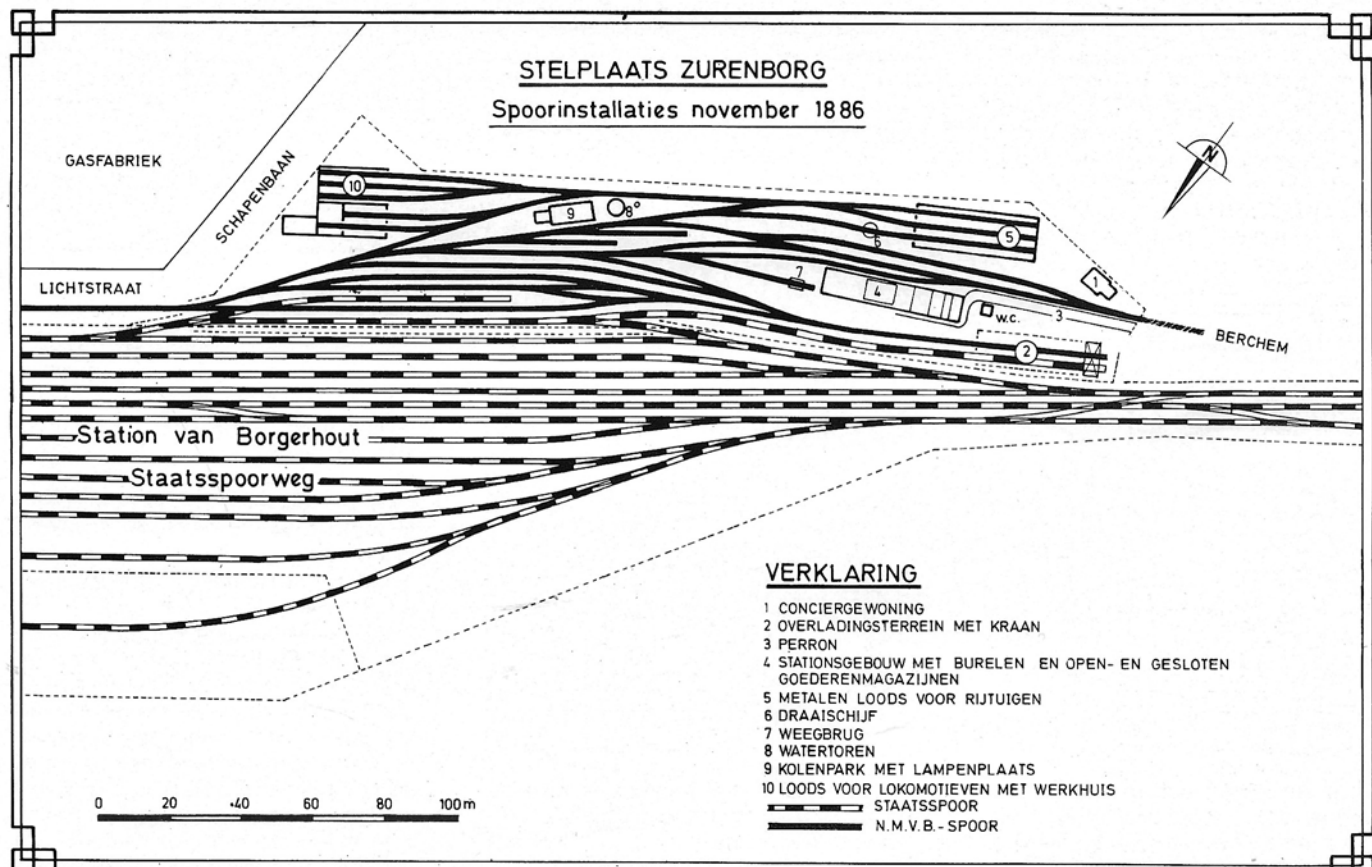 STELPLAATS ZURENBORG
Spoorinstallaties november 1886
GASFABRIEK
SCHAPENBAAN
LICHTSTRAAT
N
10
9
8
6
5
7
4
1
W.C.
3
2
BERCHEM
Station van Borgerhout
Staatsspoorweg
VERKLARING
1 CONCIERGEWONING
2 OVERLADINGSTERREIN MET KRAAN
3 PERRON
4 STATIONSGEBOUW MET BURELEN EN OPEN- EN GESLOTEN
GOEDERENMAGAZIJNEN
5 METALEN LOODS VOOR RIJTUIGEN
6 DRAAISCHIJF
7 WEEGBRUG
8 WATERTOREN
9 KOLENPARK MET LAMPENPLAATS
10 LOODS VOOR LOKOMOTIEVEN MET WERKHUIS
STAATSSPOOR
N.M.V.B.-SPOOR
0 20 40 60 80 100 m